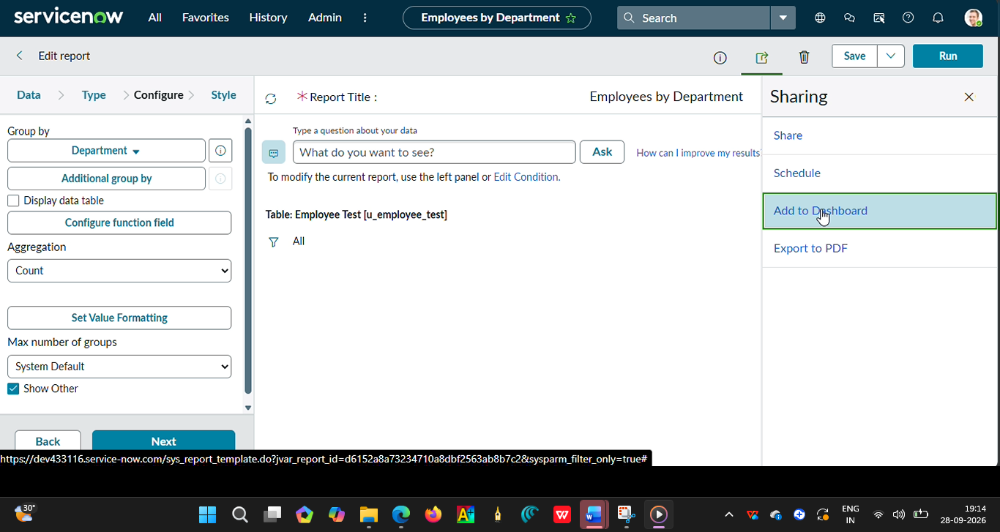 servicenow All Favorites History Admin Employees by Department Search
Edit report Save Run
Data Type Configure Style
Report Title : Employees by Department
Sharing
Group by
Department
Additional group by
Display data table
Configure function field
Aggregation
Count
Set Value Formatting
Max number of groups
System Default
Show Other
Back Next
Type a question about your data
What do you want to see? Ask How can I improve my results?
To modify the current report, use the left panel or Edit Condition.
Table: Employee Test [u_employee_test]
All
Share
Schedule
Add to Dashboard
Export to PDF
https://dev433116.service-now.com/sys_report_template.do?jvar_report_id=d6152a8a73234710a8dbf2563ab8b7c2&sysparm_filter_only=true#
30°
ENG
IN
19:14
28-09-2026